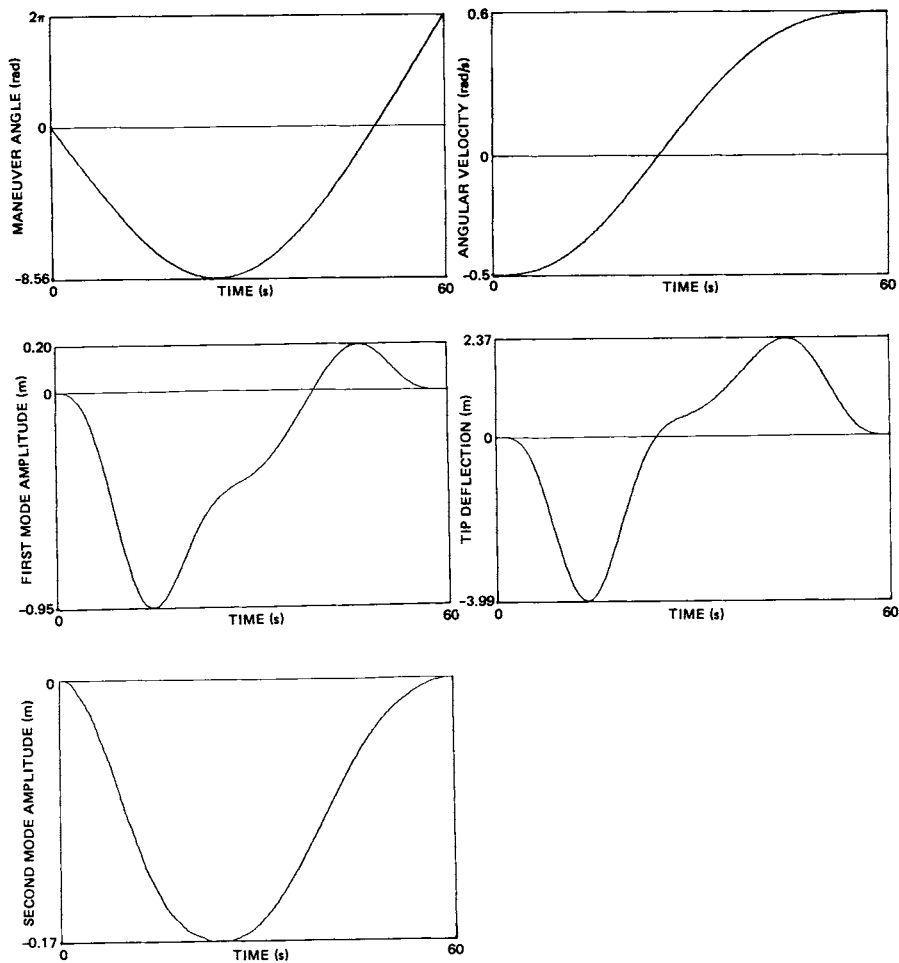 2π
0
-8.56
MANEUVER ANGLE (rad)
0
TIME (s)
60
0.6
0
-0.5
ANGULAR VELOCITY (rad/s)
0
TIME (s)
60
0.20
0
-0.95
FIRST MODE AMPLITUDE (m)
0
TIME (s)
60
2.37
0
-3.99
TIP DEFLECTION (m)
0
TIME (s)
60
0
-0.17
SECOND MODE AMPLITUDE (m)
0
TIME (s)
60